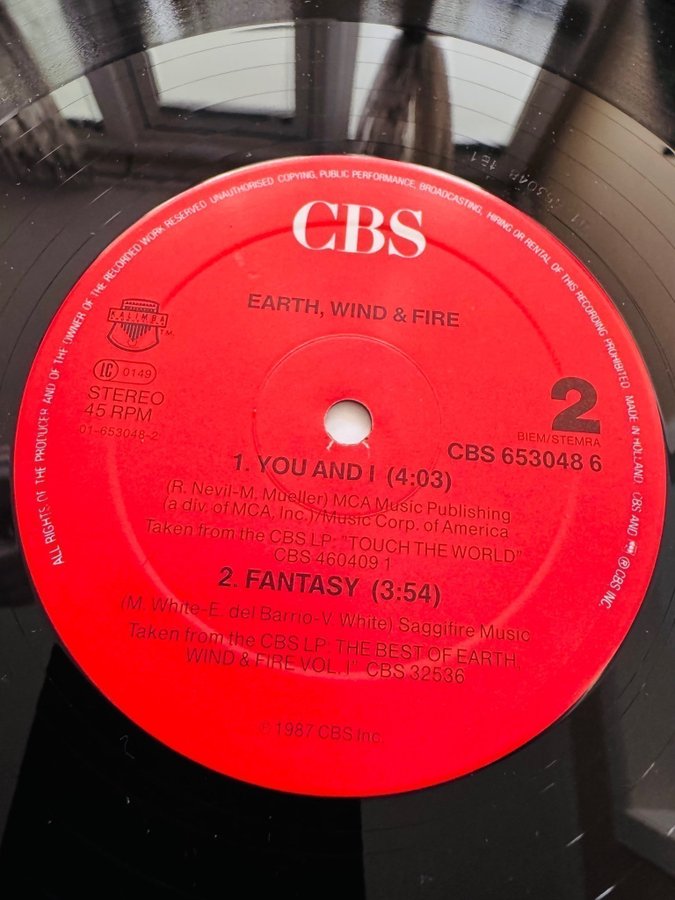 ALL RIGHTS OF THE PRODUCER AND OF THE OWNER OF THE RECORDED WORK RESERVED. UNAUTHORISED COPYING, PUBLIC PERFORMANCE, BROADCASTING, HIRING OR RENTAL OF THIS RECORDING PROHIBITED. MADE IN HOLLAND. CBS AND ℗ CBS INC.
CBS
EARTH, WIND & FIRE
KALIMBA
T.M.
LC 0149
STEREO
45 RPM
01-653048-2
2
BIEM/STEMRA
CBS 653048 6
1. YOU AND I (4:03)
(R. Nevil-M. Mueller) MCA Music Publishing
(a div. of MCA, Inc.)/Music Corp. of America
Taken from the CBS LP: "TOUCH THE WORLD"
CBS 460409 1
2. FANTASY (3:54)
(M. White-E. del Barrio-V. White) Saggifire Music
Taken from the CBS LP: THE BEST OF EARTH,
WIND & FIRE VOL. I" CBS 32536
℗ 1987 CBS Inc.